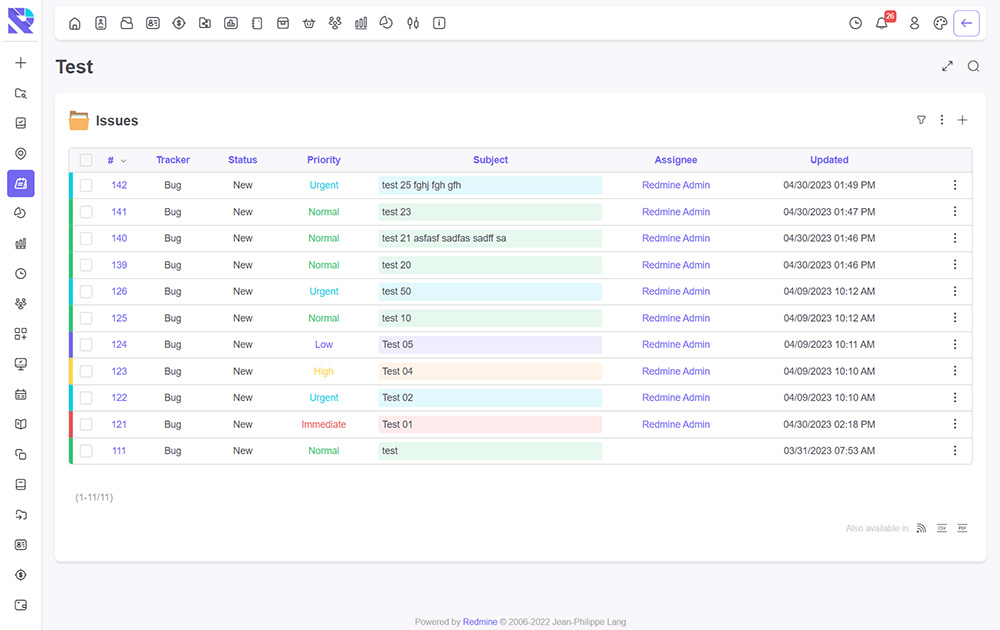 26
Test
Issues
# Tracker Status Priority Subject Assignee Updated
142 Bug New Urgent test 25 fghj fgh gfh Redmine Admin 04/30/2023 01:49 PM
141 Bug New Normal test 23 Redmine Admin 04/30/2023 01:47 PM
140 Bug New Normal test 21 asfasf sadfas sadff sa Redmine Admin 04/30/2023 01:46 PM
139 Bug New Normal test 20 Redmine Admin 04/30/2023 01:46 PM
126 Bug New Urgent test 50 Redmine Admin 04/09/2023 10:12 AM
125 Bug New Normal test 10 Redmine Admin 04/09/2023 10:12 AM
124 Bug New Low Test 05 Redmine Admin 04/09/2023 10:11 AM
123 Bug New High Test 04 Redmine Admin 04/09/2023 10:10 AM
122 Bug New Urgent Test 02 Redmine Admin 04/09/2023 10:10 AM
121 Bug New Immediate Test 01 Redmine Admin 04/30/2023 02:18 PM
111 Bug New Normal test 03/31/2023 07:53 AM
(1-11/11)
Also available in: CSV PDF
Powered by Redmine © 2006-2022 Jean-Philippe Lang